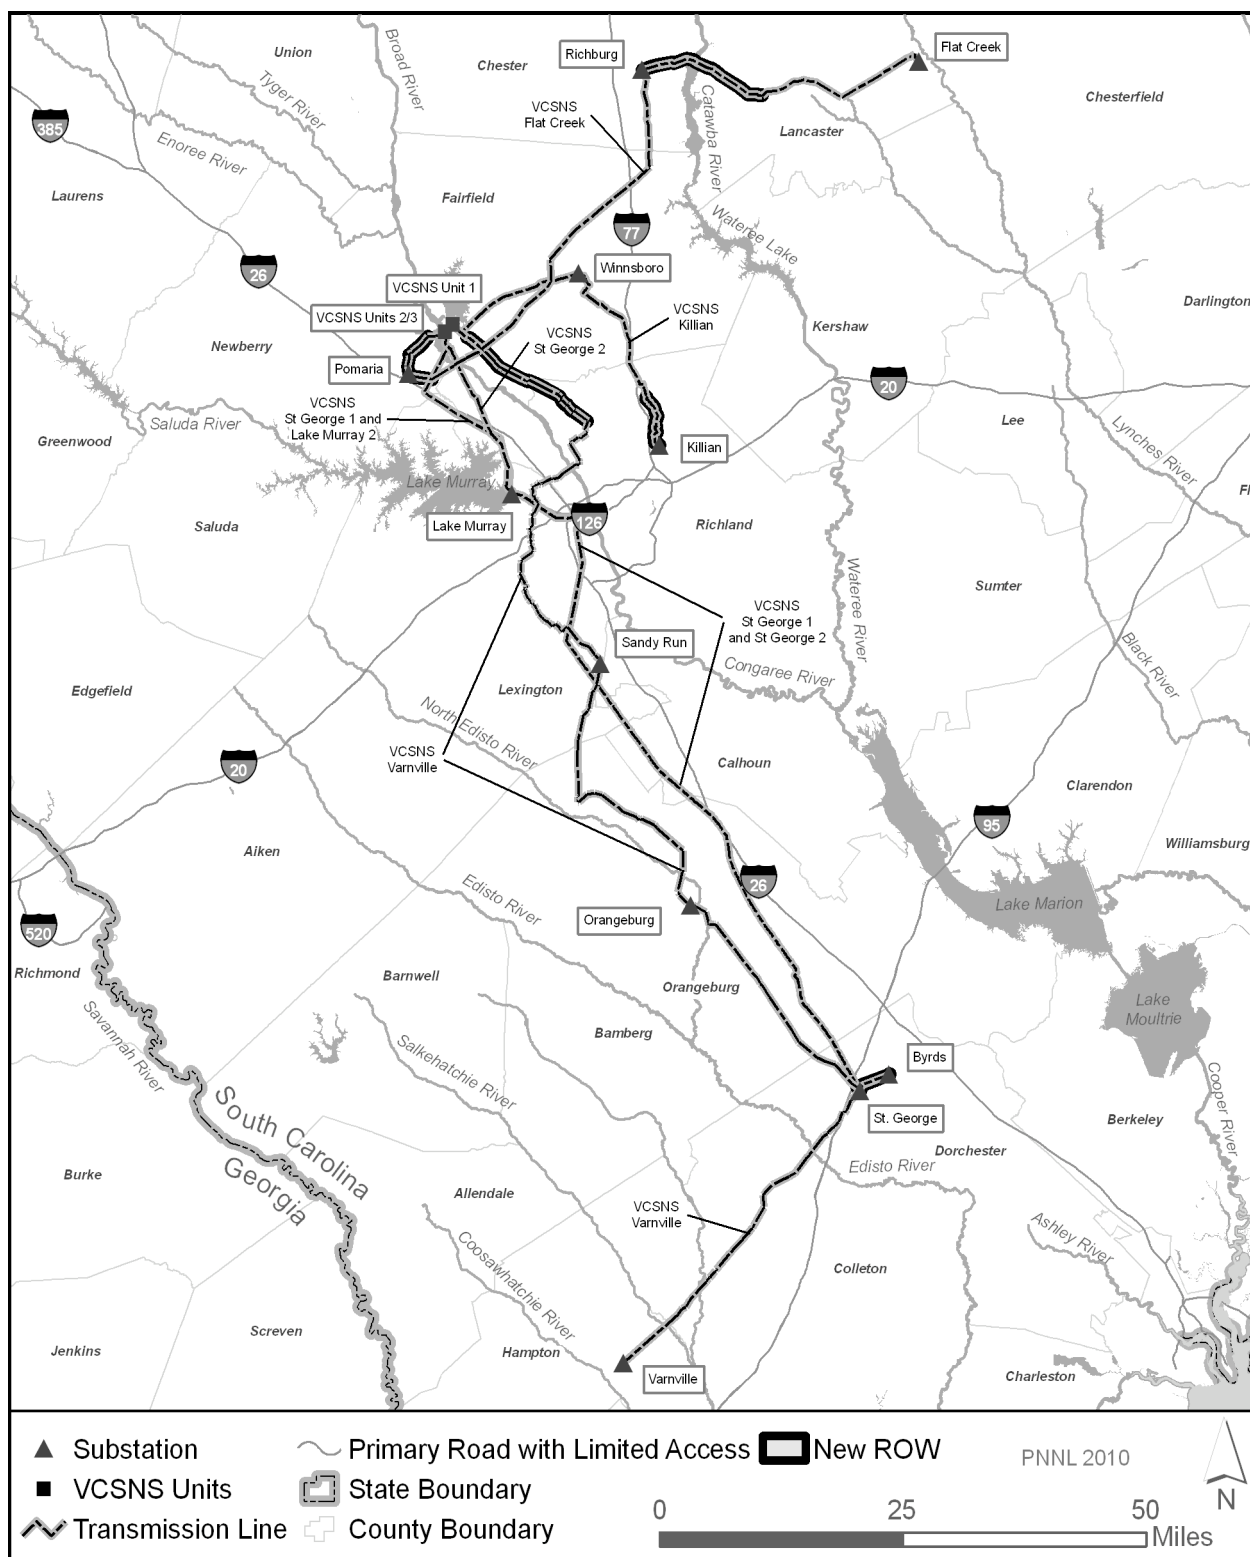 Union
Broad River
Chester
Richburg
Flat Creek
Tyger River
VCSNS
Flat Creek
Catawba River
Chesterfield
385
Enoree River
Lancaster
Laurens
Fairfield
77
Wateree Lake
26
VCSNS Unit 1
Winnsboro
VCSNS Units 2/3
VCSNS
Killian
Darlington
Newberry
VCSNS
St George 2
Kershaw
Pomaria
20
VCSNS
St George 1 and
Lake Murray 2
Saluda River
Greenwood
Lee
Lynches River
Killian
Lake Murray
Fl
Saluda
Lake Murray
126
Richland
Wateree River
Sumter
VCSNS
St George 1
and St George 2
Sandy Run
Congaree River
Black River
Edgefield
Lexington
North Edisto River
VCSNS
Varnville
Calhoun
20
Clarendon
95
Williamsburg
Aiken
26
Edisto River
Lake Marion
520
Orangeburg
Richmond
Barnwell
Orangeburg
Lake
Moultrie
Savannah River
Bamberg
Salkehatchie River
Byrds
South Carolina
Georgia
St. George
Berkeley
Cooper River
Dorchester
Burke
Edisto River
Allendale
VCSNS
Varnville
Ashley River
Coosawhatchie River
Colleton
Screven
Jenkins
Hampton
Varnville
Charleston
Substation
Primary Road with Limited Access
New ROW
PNNL 2010
VCSNS Units
State Boundary
N
Transmission Line
County Boundary
0 25 50
Miles